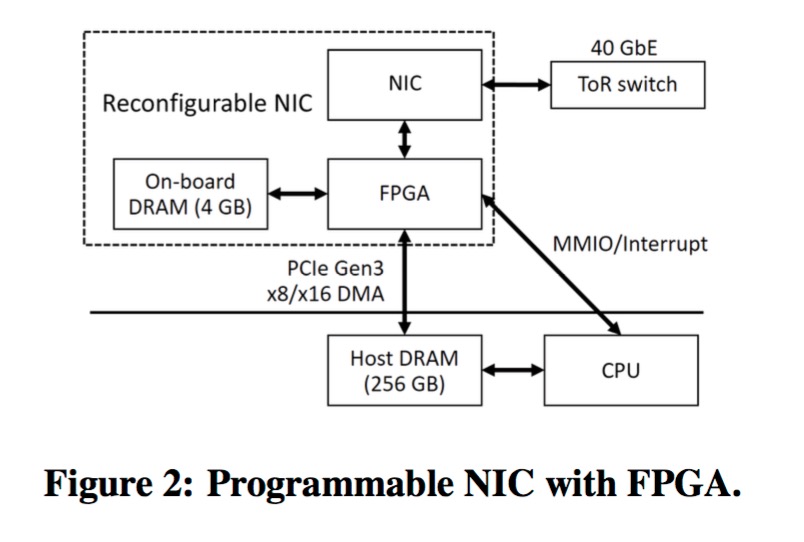 40 GbE
NIC
ToR switch
Reconfigurable NIC
On-board
DRAM (4 GB)
FPGA
MMIO/Interrupt
PCIe Gen3
x8/x16 DMA
Host DRAM
(256 GB)
CPU
Figure 2: Programmable NIC with FPGA.